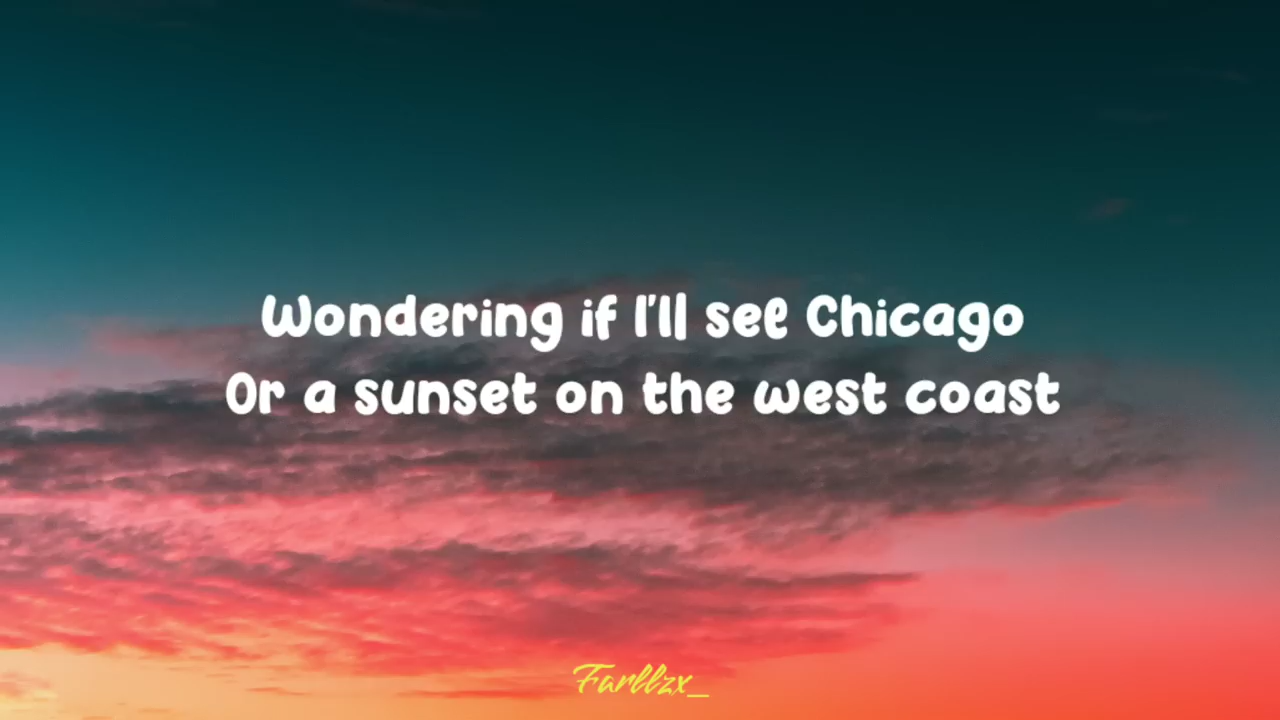 Wondering if I'll see Chicago
Or a sunset on the west coast
Farllzx_